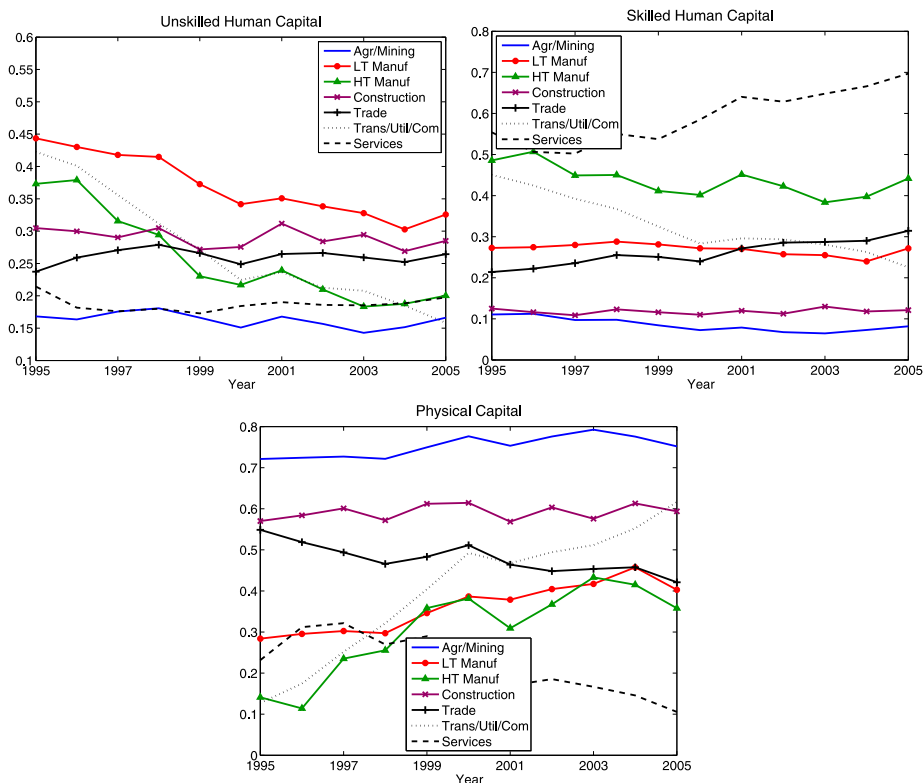 Unskilled Human Capital
0.6
0.55
0.5
0.45
0.4
0.35
0.3
0.25
0.2
0.15
0.1
1995 1997 1999 2001 2003 2005
Year
Agr/Mining
LT Manuf
HT Manuf
Construction
Trade
Trans/Util/Com
Services
Skilled Human Capital
0.8
0.7
0.6
0.5
0.4
0.3
0.2
0.1
0
1995 1997 1999 2001 2003 2005
Year
Agr/Mining
LT Manuf
HT Manuf
Construction
Trade
Trans/Util/Com
Services
Physical Capital
0.8
0.7
0.6
0.5
0.4
0.3
0.2
0.1
0
1995 1997 1999 2001 2003 2005
Year
Agr/Mining
LT Manuf
HT Manuf
Construction
Trade
Trans/Util/Com
Services